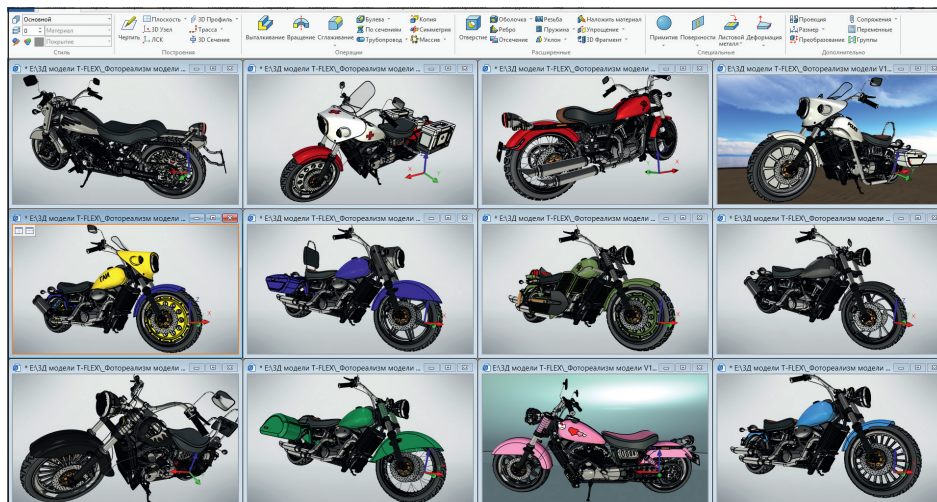 Основной
0 Материал
Покрытие
Стиль
Чертить
Плоскость 3D Профиль
3D Узел Трасса
ЛСК 3D Сечение
Построение
Выталкивание Вращение Сглаживание
Булева Копия
По сечениям Симметрия
Трубопровод Массив
Операции
Отверстие
Оболочка Резьба Наложить материал
Ребро Пружина Упрощение
Отсечение Уклон 3D Фрагмент
Расширенные
Примитив Поверхности Листовой металл Деформация
Специальные
Проекция Сопряжения
Размер Переменные
Преобразование Группы
Дополнительно
* E:\3Д модели T-FLEX\_Фотореализм модели ...
* E:\3Д модели T-FLEX\_Фотореализм модели ...
* E:\3Д модели T-FLEX\_Фотореализм модели ...
E:\3Д модели T-FLEX\_Фотореализм модели V1...
* E:\3Д модели T-FLEX\_Фотореализм модели ...
* E:\3Д модели T-FLEX\_Фотореализм модели ...
* E:\3Д модели T-FLEX\_Фотореализм модели ...
* E:\3Д модели T-FLEX\_Фотореализм модели ...
ГАИ
* E:\3Д модели T-FLEX\_Фотореализм модели ...
* E:\3Д модели T-FLEX\_Фотореализм модели ...
E:\3Д модели T-FLEX\_Фотореализм модели V1...
* E:\3Д модели T-FLEX\_Фотореализм модели ...